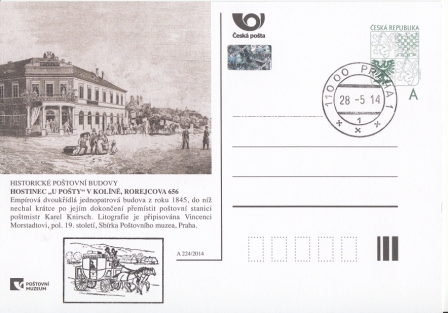 Česká pošta
ČESKÁ REPUBLIKA
A
110 00 PRAHA 1
28 -5 14
1
HISTORICKÉ POŠTOVNÍ BUDOVY
HOSTINEC „U POŠTY“ V KOLÍNĚ, ROREJCOVA 656
Empírová dvoukřídlá jednopatrová budova z roku 1845, do níž
nechal krátce po jejím dokončení přemístit poštovní stanici
poštmistr Karel Knirsch. Litografie je připisována Vincenci
Morstadtovi, pol. 19. století, Sbírka Poštovního muzea, Praha.
A 224/2014
POŠTOVNÍ
MUZEUM